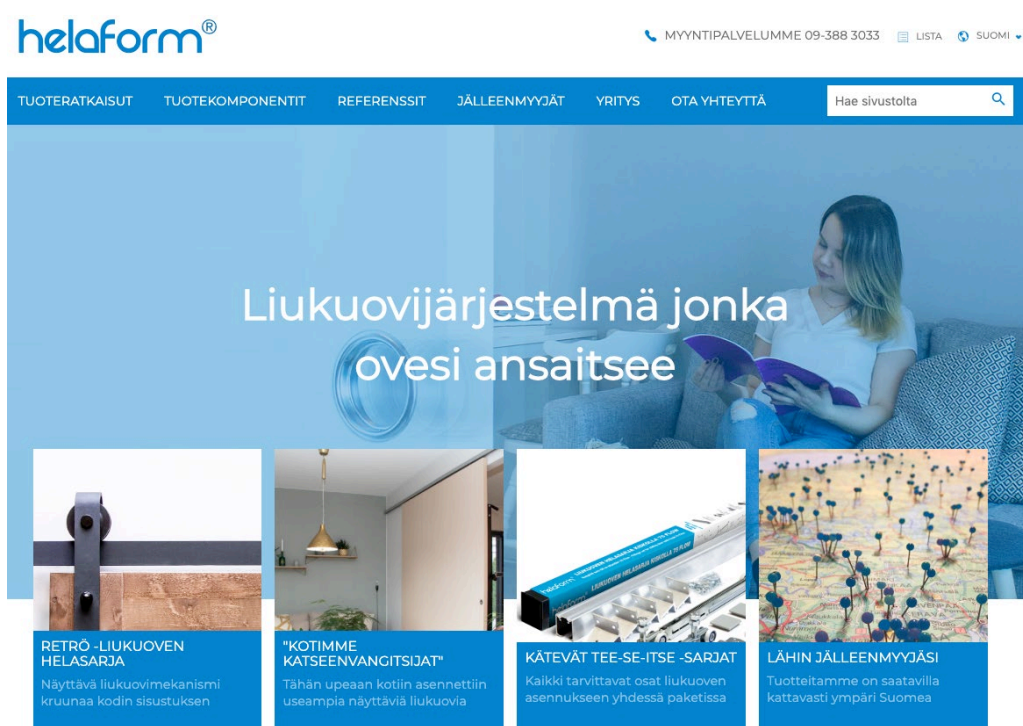 helaform®
MYYNTIPALVELUMME 09-388 3033 LISTA SUOMI
TUOTERATKAISUT TUOTEKOMPONENTIT REFERENSSIT JÄLLEENMYYJÄT YRITYS OTA YHTEYTTÄ Hae sivustolta
Liukuovijärjestelmä jonka
ovesi ansaitsee
RETRÖ -LIUKUOVEN
HELASARJA
Näyttävä liukuovimekanismi
kruunaa kodin sisustuksen
"KOTIMME
KATSEENVANGITSIJAT"
Tähän upeaan kotiin asennettiin
useampia näyttäviä liukuovia
helaform
KÄTEVÄT TEE-SE-ITSE -SARJAT
Kaikki tarvittavat osat liukuoven
asennukseen yhdessä paketissa
LÄHIN JÄLLEENMYYJÄSI
Tuotteitamme on saatavilla
kattavasti ympäri Suomea